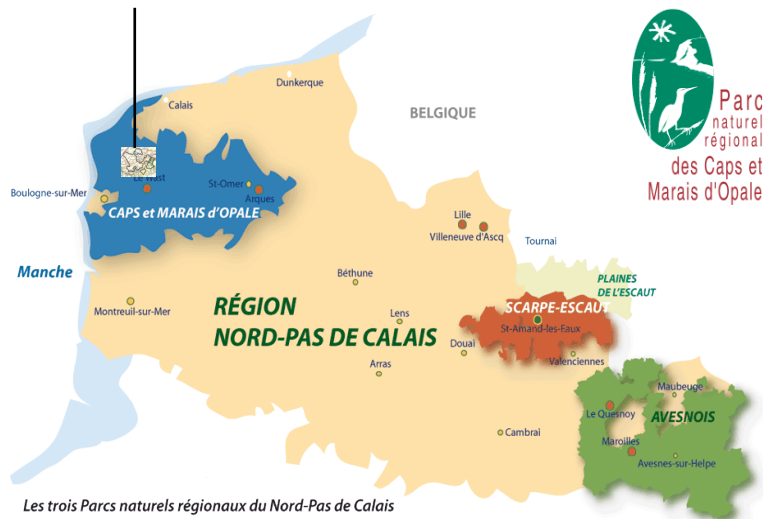 Dunkerque
Calais
BELGIQUE
Parc
naturel
régional
des Caps et
Marais d'Opale
Le Wast
St-Omer
Arques
Boulogne-sur-Mer
CAPS et MARAIS d'OPALE
Lille
Villeneuve d'Ascq
Tournai
Manche
Béthune
PLAINES
DE L'ESCAUT
Montreuil-sur-Mer
RÉGION
NORD-PAS DE CALAIS
Lens
SCARPE-ESCAUT
St-Amand-les-Eaux
Douai
Valenciennes
Arras
Maubeuge
Le Quesnoy
AVESNOIS
Cambrai
Maroilles
Avesnes-sur-Helpe
Les trois Parcs naturels régionaux du Nord-Pas de Calais